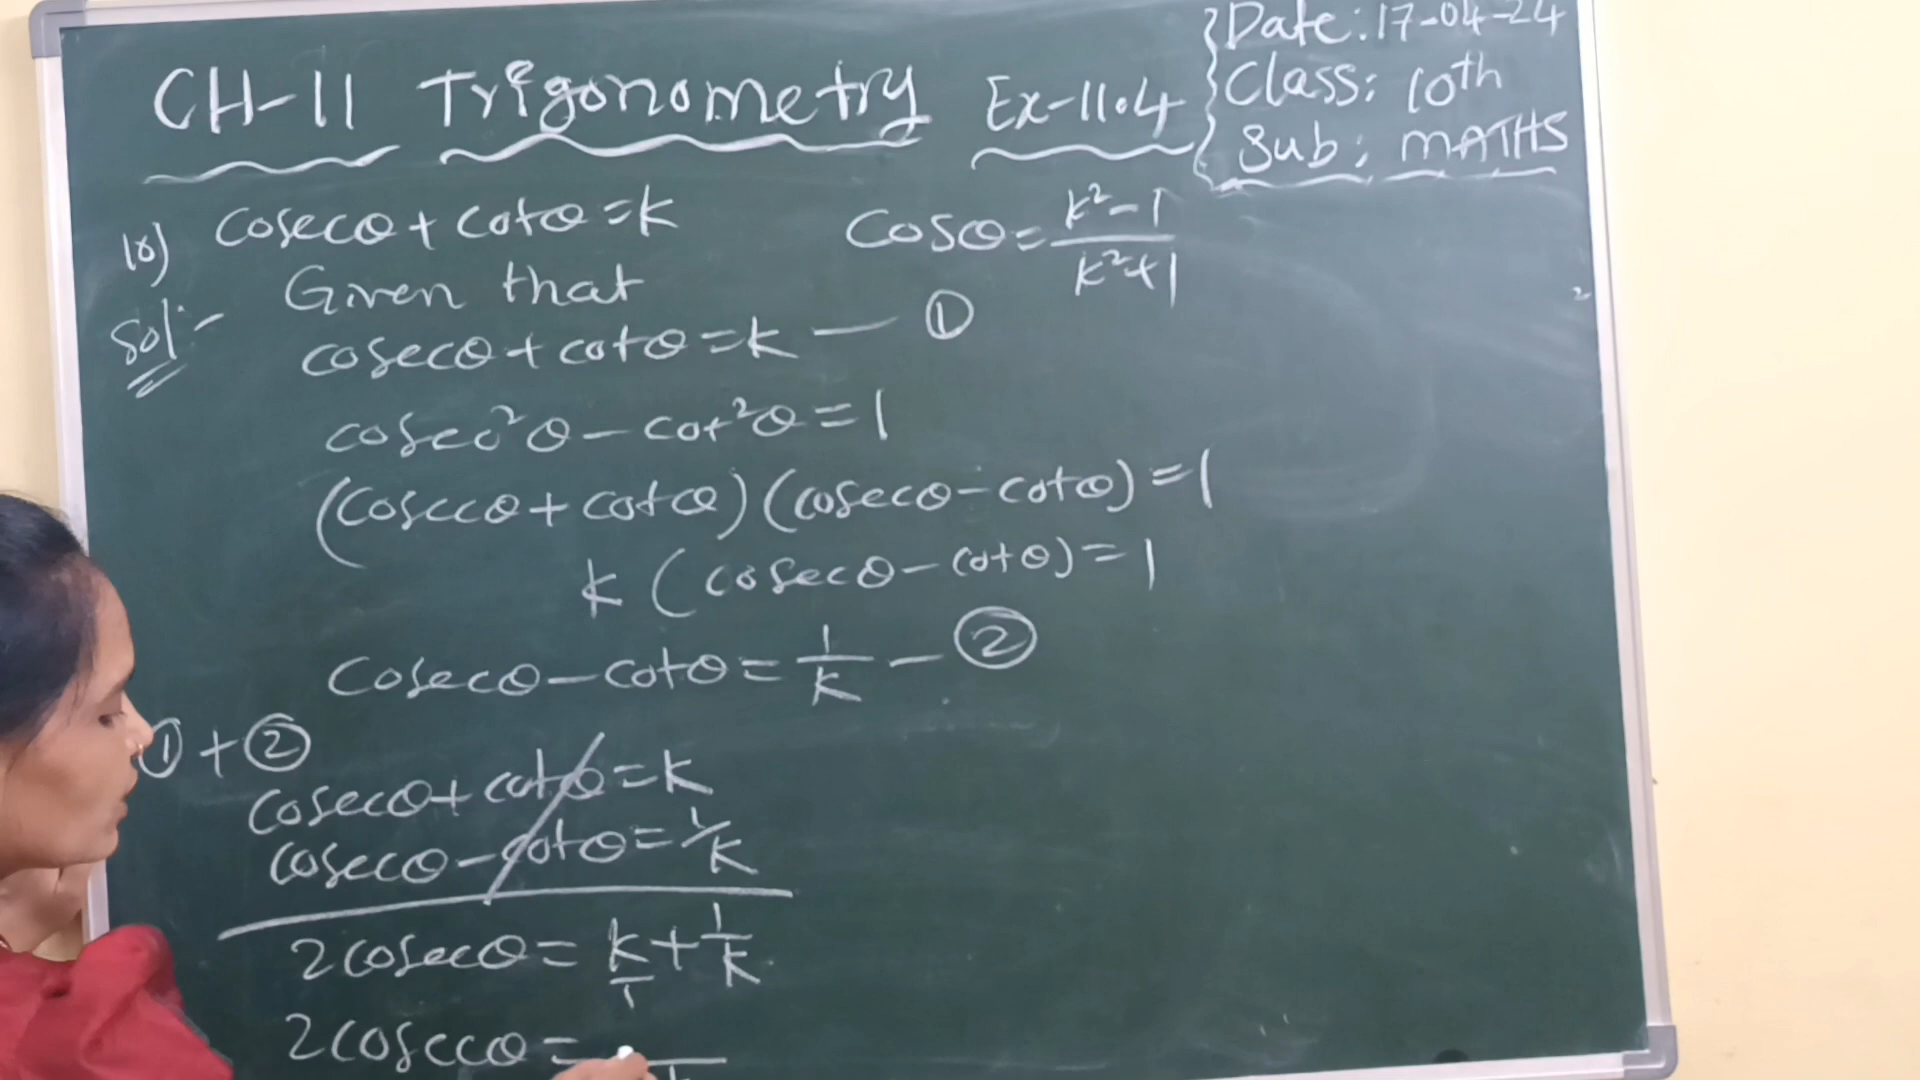 CH-11 Trigonometry Ex-11.4
Date: 17-04-24
Class: 10th
Sub: MATHS
10) cosecθ + cotθ = k cosθ = k²-1/k²+1
Sol:- Given that
cosecθ + cotθ = k — ①
cosec²θ - cot²θ = 1
(cosecθ + cotθ) (cosecθ - cotθ) = 1
k (cosecθ - cotθ) = 1
cosecθ - cotθ = 1/k — ②
① + ②
cosecθ + cotθ = k
cosecθ - cotθ = 1/k
2cosecθ = k/1 + 1/k
2cosecθ =